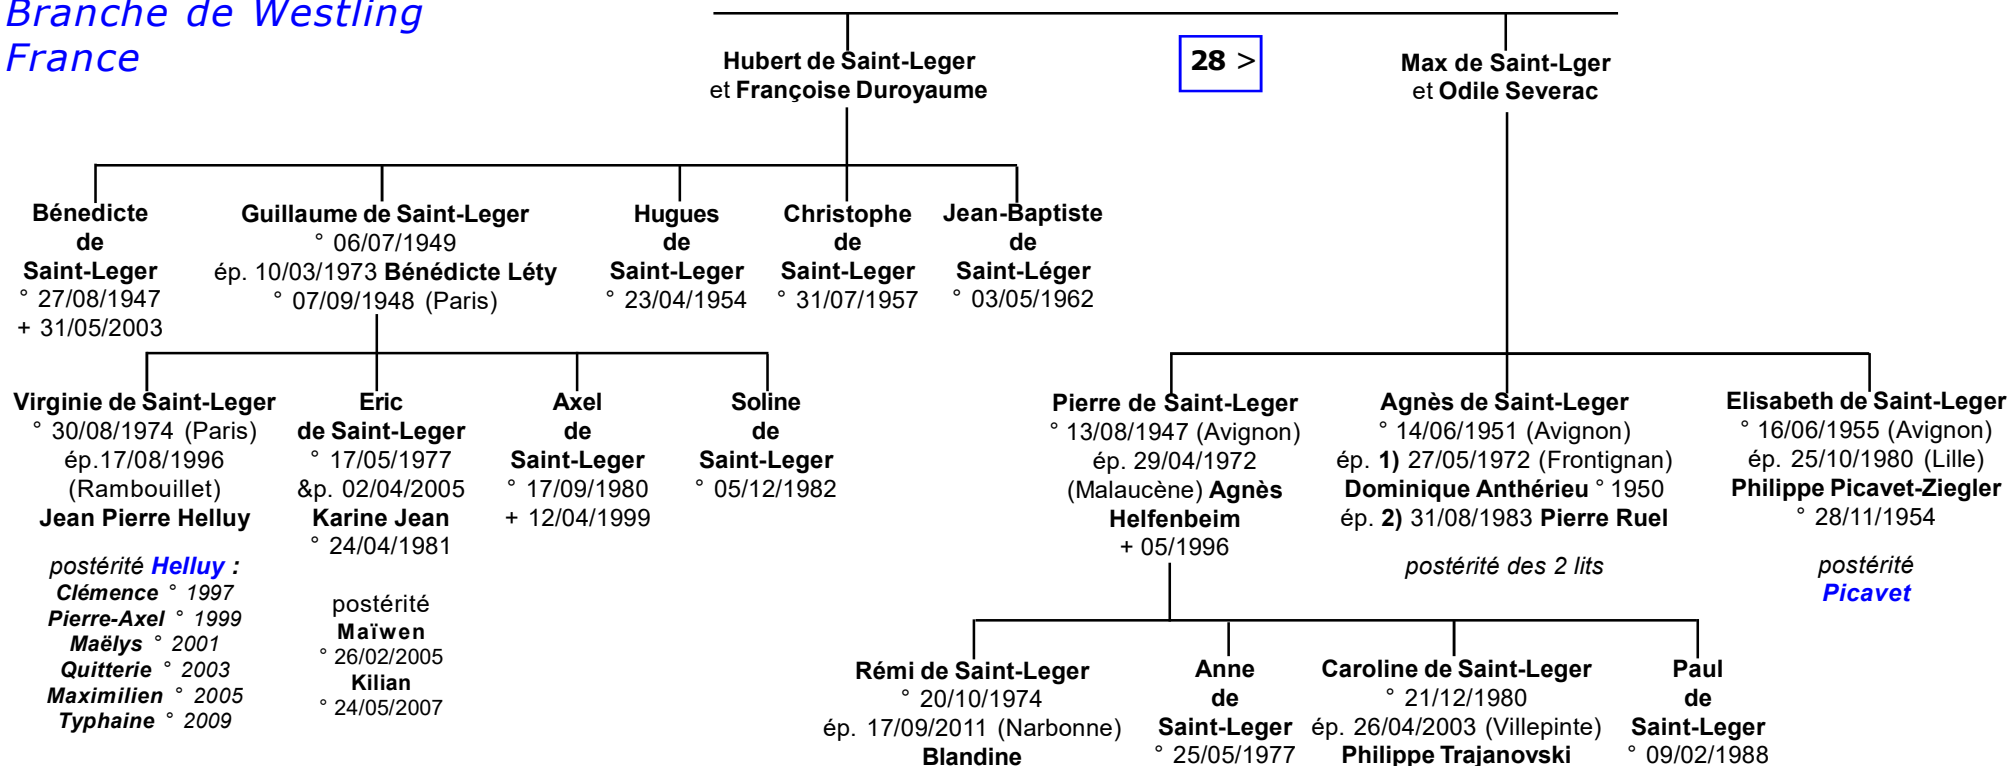 Branche de Westling
France
Hubert de Saint-Leger
et Françoise Duroyaume
28 >
Max de Saint-Lger
et Odile Severac
Bénedicte
de
Saint-Leger
° 27/08/1947
+ 31/05/2003
Guillaume de Saint-Leger
° 06/07/1949
ép. 10/03/1973 Bénédicte Léty
° 07/09/1948 (Paris)
Hugues
de
Saint-Leger
° 23/04/1954
Christophe
de
Saint-Leger
° 31/07/1957
Jean-Baptiste
de
Saint-Léger
° 03/05/1962
Virginie de Saint-Leger
° 30/08/1974 (Paris)
ép.17/08/1996
(Rambouillet)
Jean Pierre Helluy
postérité Helluy :
Clémence ° 1997
Pierre-Axel ° 1999
Maëlys ° 2001
Quitterie ° 2003
Maximilien ° 2005
Typhaine ° 2009
Eric
de Saint-Leger
° 17/05/1977
&p. 02/04/2005
Karine Jean
° 24/04/1981
postérité
Maïwen
° 26/02/2005
Kilian
° 24/05/2007
Axel
de
Saint-Leger
° 17/09/1980
+ 12/04/1999
Soline
de
Saint-Leger
° 05/12/1982
Pierre de Saint-Leger
° 13/08/1947 (Avignon)
ép. 29/04/1972
(Malaucène) Agnès
Helfenbeim
+ 05/1996
Agnès de Saint-Leger
° 14/06/1951 (Avignon)
ép. 1) 27/05/1972 (Frontignan)
Dominique Anthérieu ° 1950
ép. 2) 31/08/1983 Pierre Ruel
postérité des 2 lits
Elisabeth de Saint-Leger
° 16/06/1955 (Avignon)
ép. 25/10/1980 (Lille)
Philippe Picavet-Ziegler
° 28/11/1954
postérité
Picavet
Rémi de Saint-Leger
° 20/10/1974
ép. 17/09/2011 (Narbonne)
Blandine
Anne
de
Saint-Leger
° 25/05/1977
Caroline de Saint-Leger
° 21/12/1980
ép. 26/04/2003 (Villepinte)
Philippe Trajanovski
Paul
de
Saint-Leger
° 09/02/1988